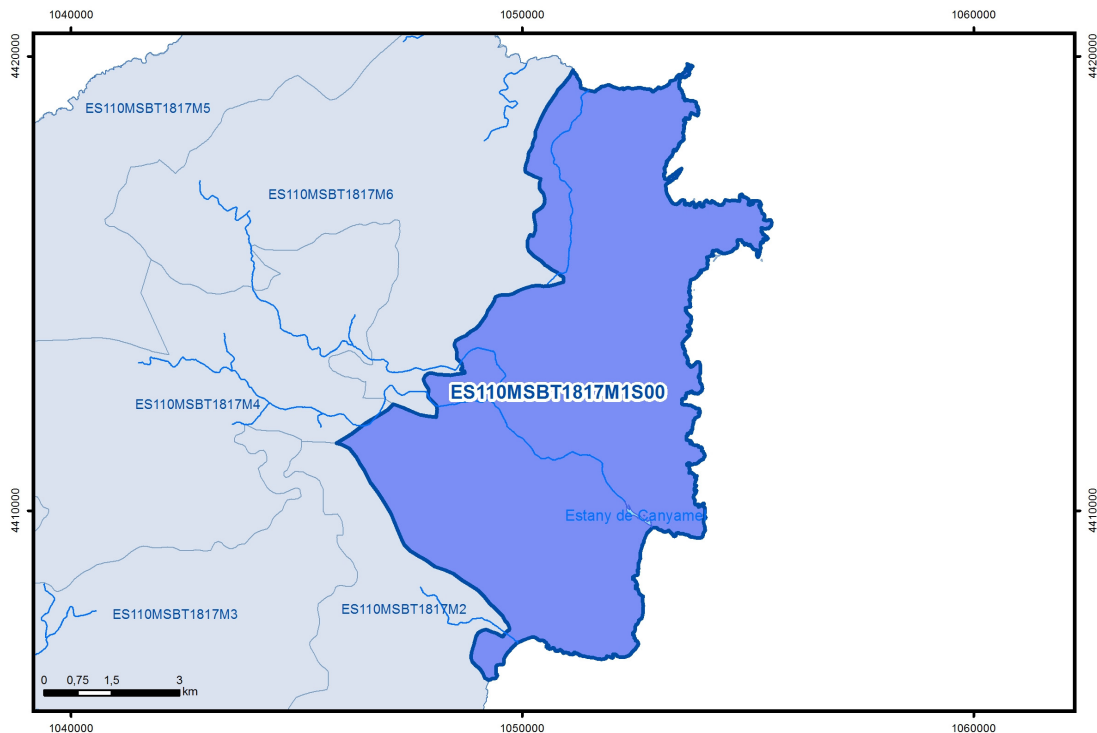 1040000 1050000 1060000
4420000 4420000
ES110MSBT1817M5
ES110MSBT1817M6
ES110MSBT1817M1S00
ES110MSBT1817M4
4410000 Estany de Canyamel 4410000
ES110MSBT1817M2
ES110MSBT1817M3
0 0,75 1,5 3
km
1040000 1050000 1060000